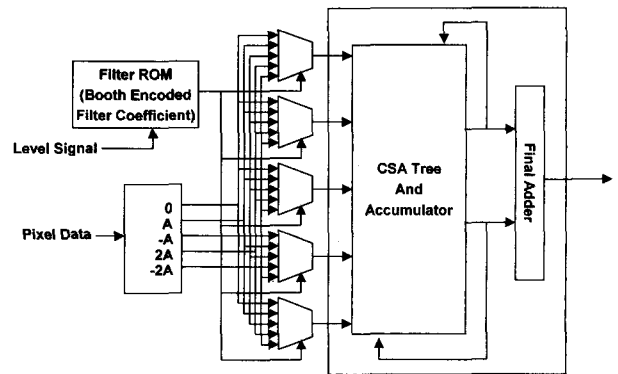 Filter ROM
(Booth Encoded
Filter Coefficient)
Level Signal
Pixel Data
0
A
-A
2A
-2A
CSA Tree
And
Accumulator
Final Adder